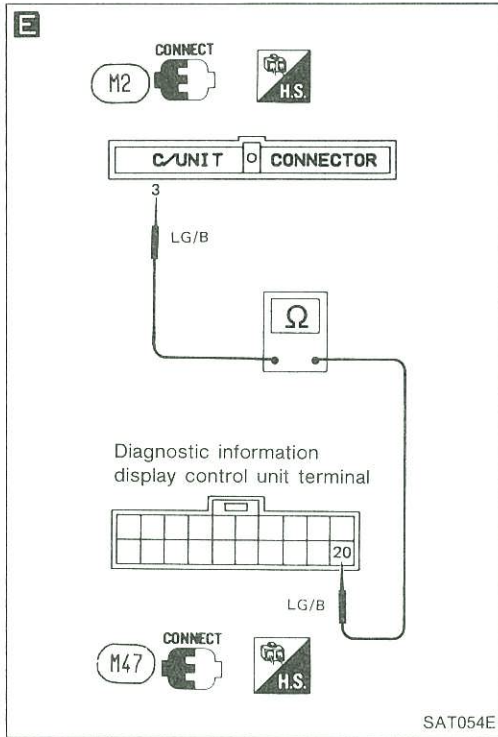 E
CONNECT
M2
H.S.
C/UNIT CONNECTOR
3
LG/B
Ω
Diagnostic information
display control unit terminal
20
LG/B
CONNECT
M47
H.S.
SAT054E